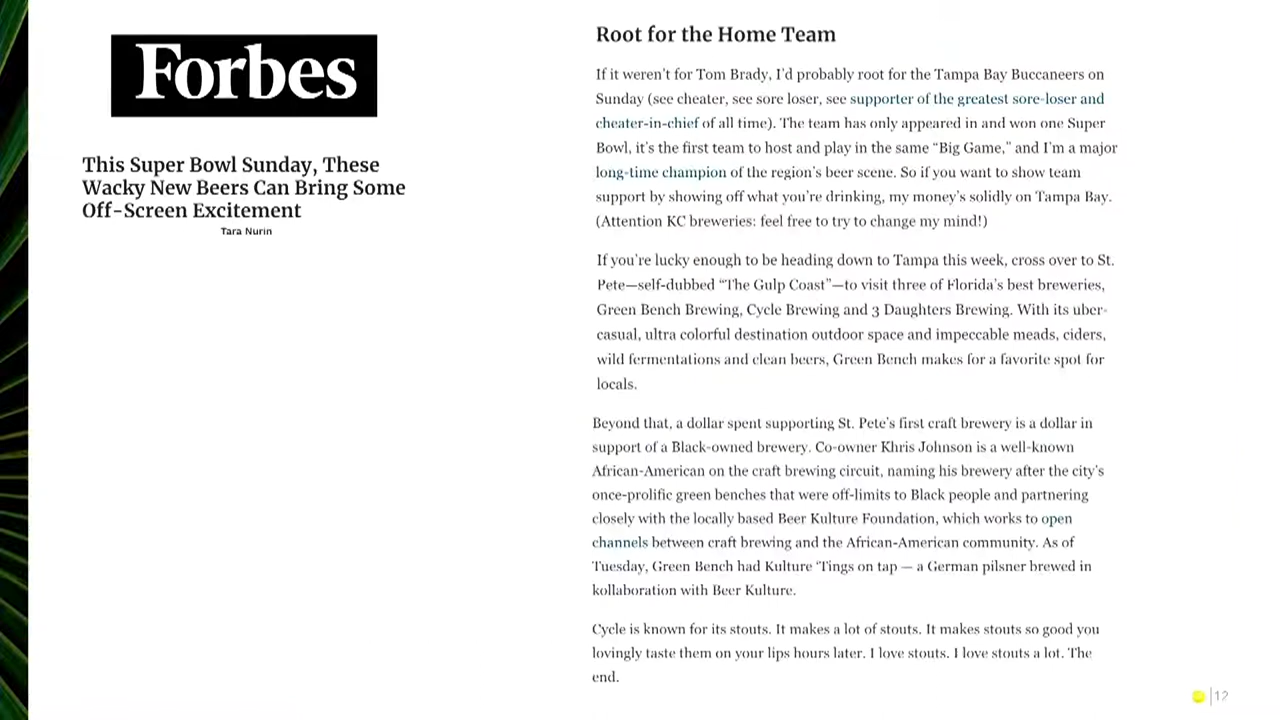 Forbes
This Super Bowl Sunday, These
Wacky New Beers Can Bring Some
Off-Screen Excitement
Tara Nurin
Root for the Home Team
If it weren't for Tom Brady, I'd probably root for the Tampa Bay Buccaneers on
Sunday (see cheater, see sore loser, see supporter of the greatest sore-loser and
cheater-in-chief of all time). The team has only appeared in and won one Super
Bowl, it's the first team to host and play in the same “Big Game,” and I'm a major
long-time champion of the region's beer scene. So if you want to show team
support by showing off what you're drinking, my money's solidly on Tampa Bay.
(Attention KC breweries: feel free to try to change my mind!)
If you're lucky enough to be heading down to Tampa this week, cross over to St.
Pete—self-dubbed “The Gulp Coast”—to visit three of Florida's best breweries,
Green Bench Brewing, Cycle Brewing and 3 Daughters Brewing. With its uber-
casual, ultra colorful destination outdoor space and impeccable meads, ciders,
wild fermentations and clean beers, Green Bench makes for a favorite spot for
locals.
Beyond that, a dollar spent supporting St. Pete's first craft brewery is a dollar in
support of a Black-owned brewery. Co-owner Khris Johnson is a well-known
African-American on the craft brewing circuit, naming his brewery after the city's
once-prolific green benches that were off-limits to Black people and partnering
closely with the locally based Beer Kulture Foundation, which works to open
channels between craft brewing and the African-American community. As of
Tuesday, Green Bench had Kulture 'Tings on tap — a German pilsner brewed in
kollaboration with Beer Kulture.
Cycle is known for its stouts. It makes a lot of stouts. It makes stouts so good you
lovingly taste them on your lips hours later. I love stouts. I love stouts a lot. The
end.
12